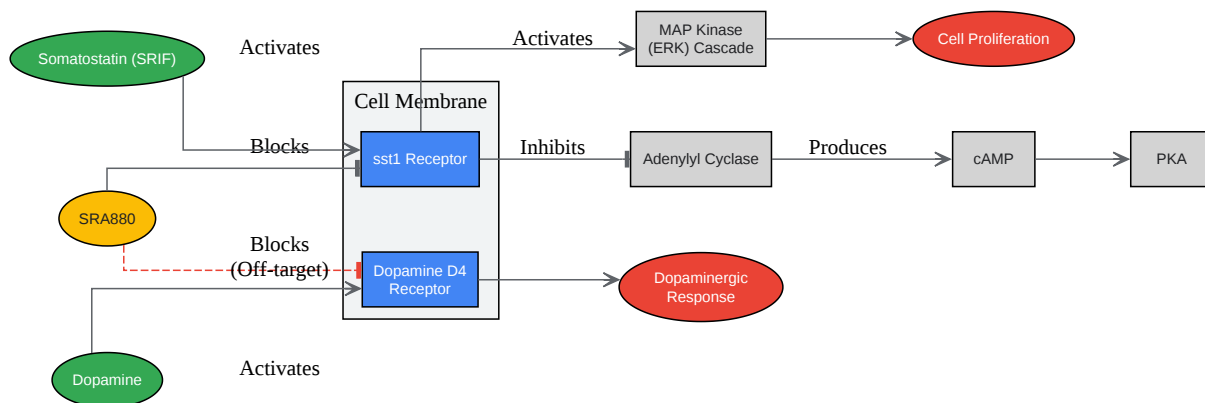 Activates
Somatostatin (SRIF)
Activates
MAP Kinase
(ERK) Cascade
Cell Proliferation
Cell Membrane
Blocks
sst1 Receptor
Inhibits
Adenylyl Cyclase
Produces
cAMP
PKA
SRA880
Blocks
(Off-target)
Dopamine D4
Receptor
Dopaminergic
Response
Dopamine
Activates